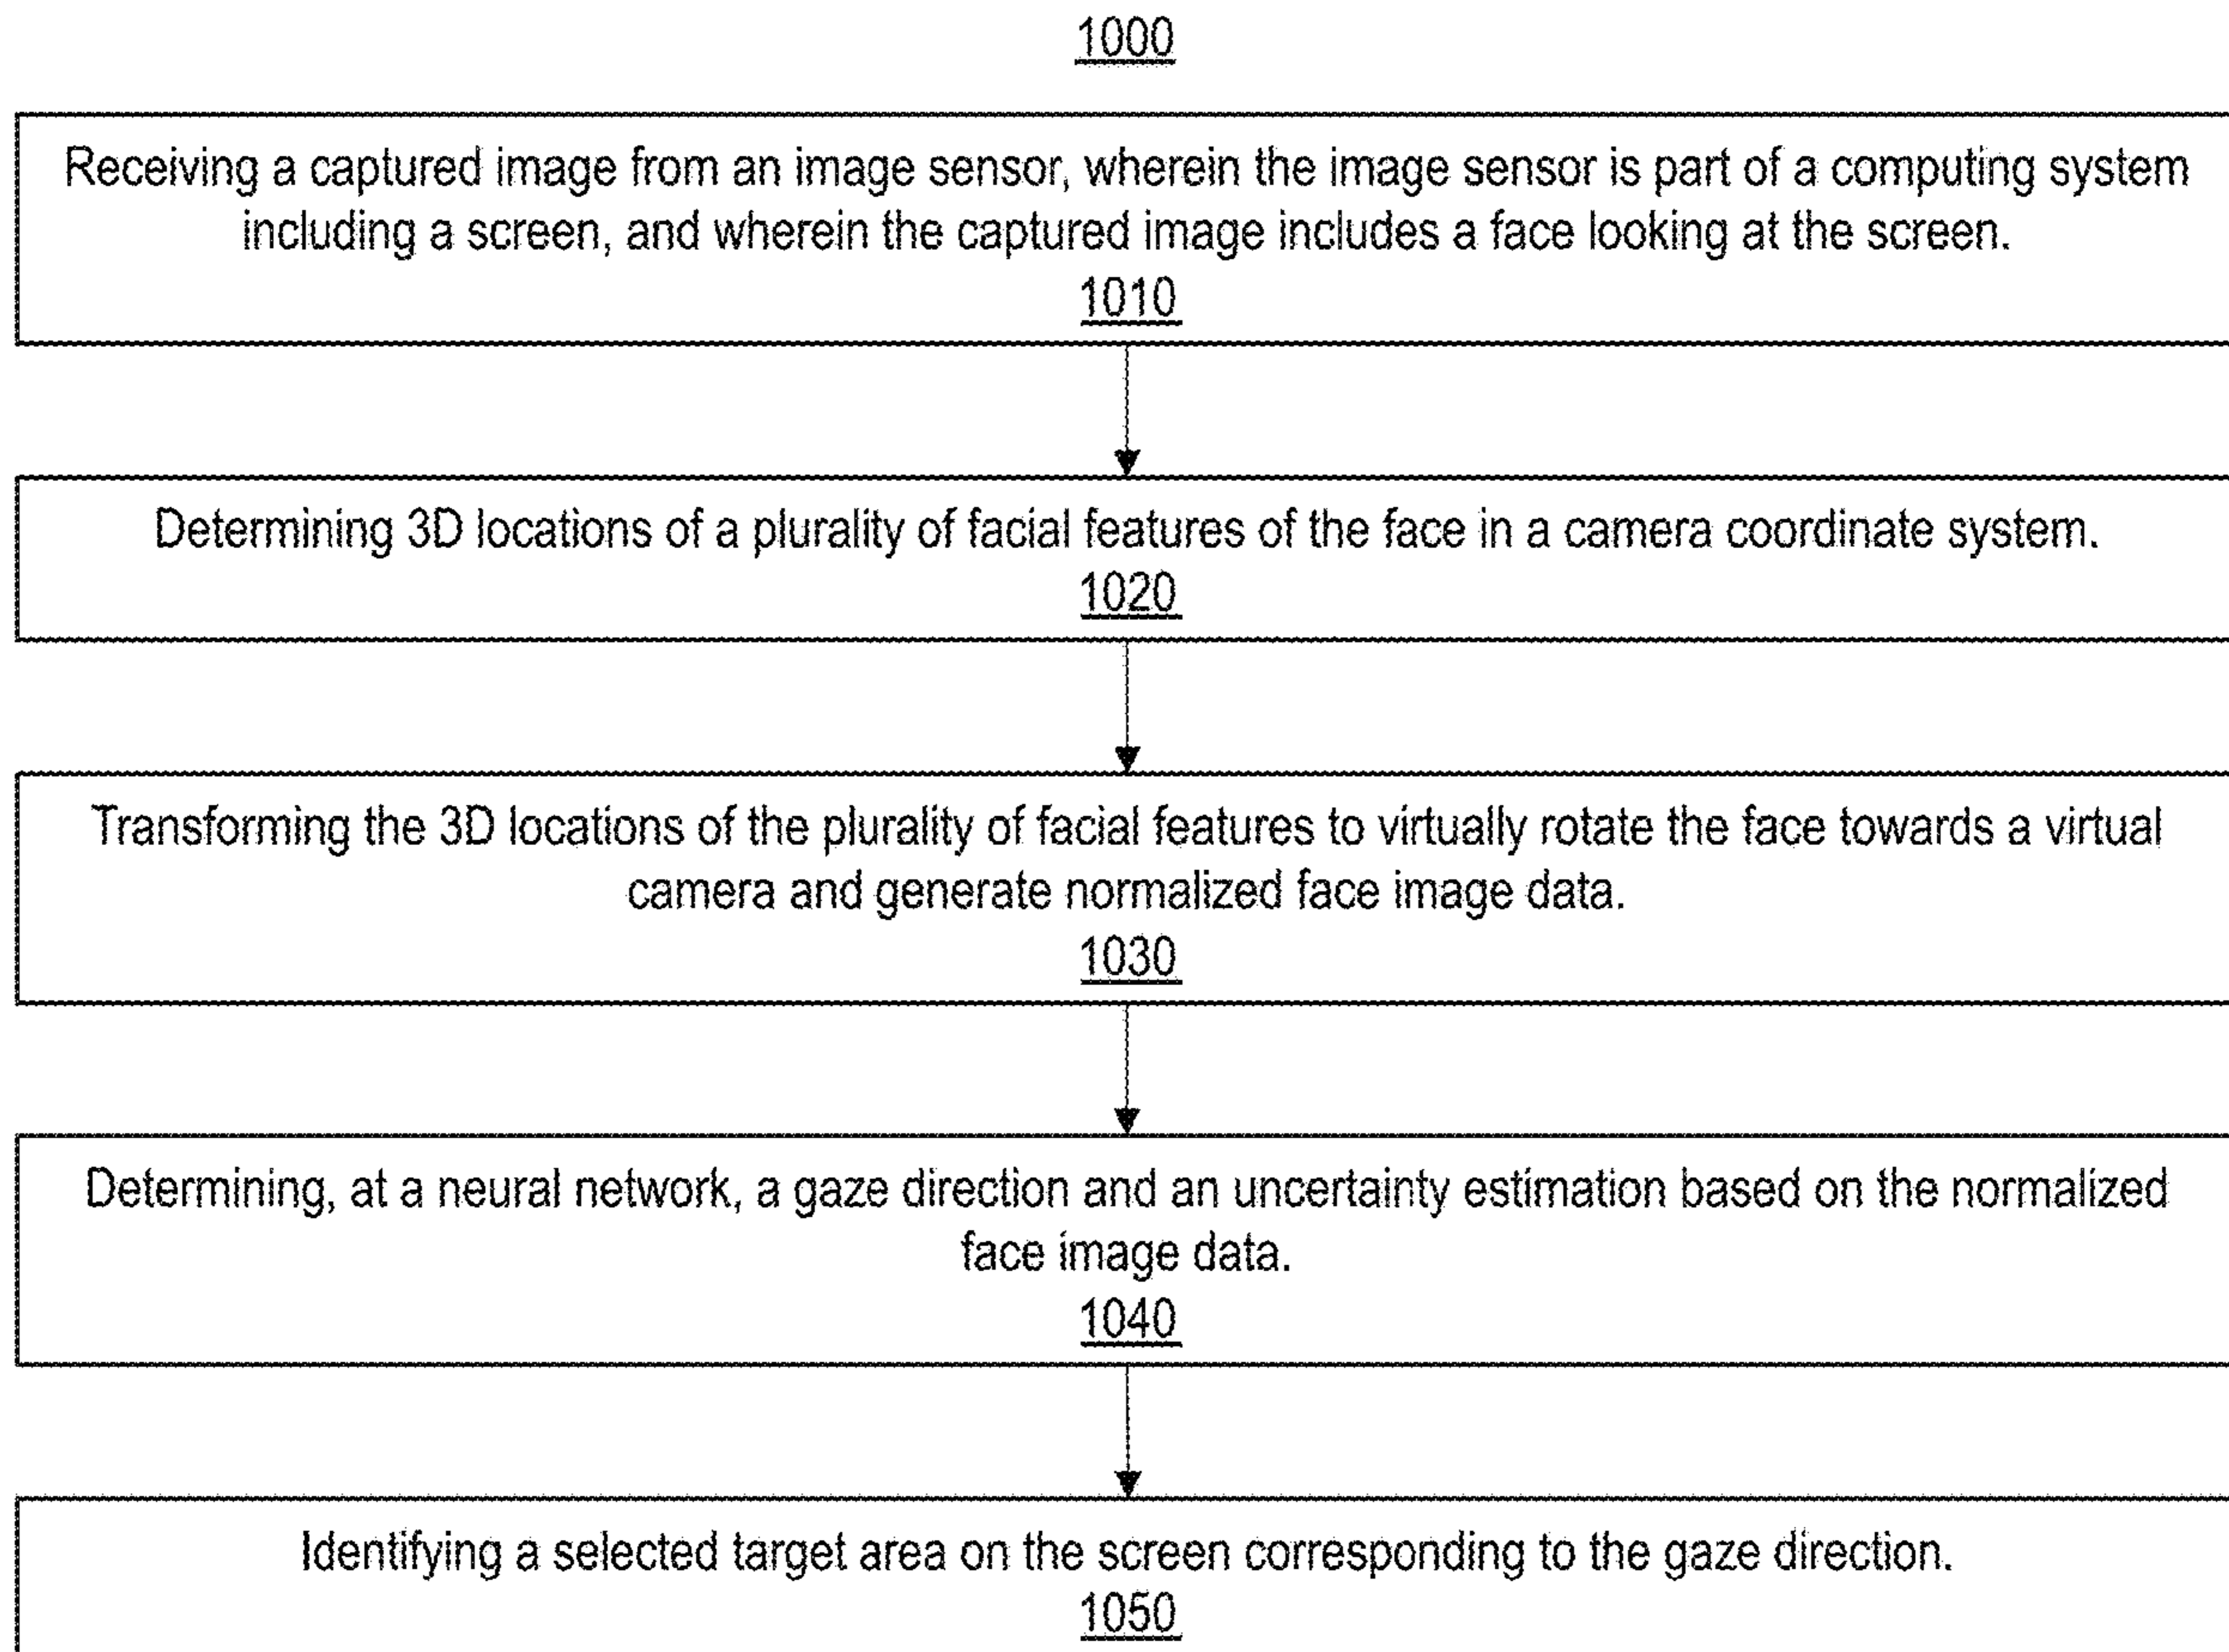 1000
Receiving a captured image from an image sensor, wherein the image sensor is part of a computing system
including a screen, and wherein the captured image includes a face looking at the screen.
1010
Determining 3D locations of a plurality of facial features of the face in a camera coordinate system.
1020
Transforming the 3D locations of the plurality of facial features to virtually rotate the face towards a virtual
camera and generate normalized face image data.
1030
Determining, at a neural network, a gaze direction and an uncertainty estimation based on the normalized
face image data.
1040
Identifying a selected target area on the screen corresponding to the gaze direction.
1050